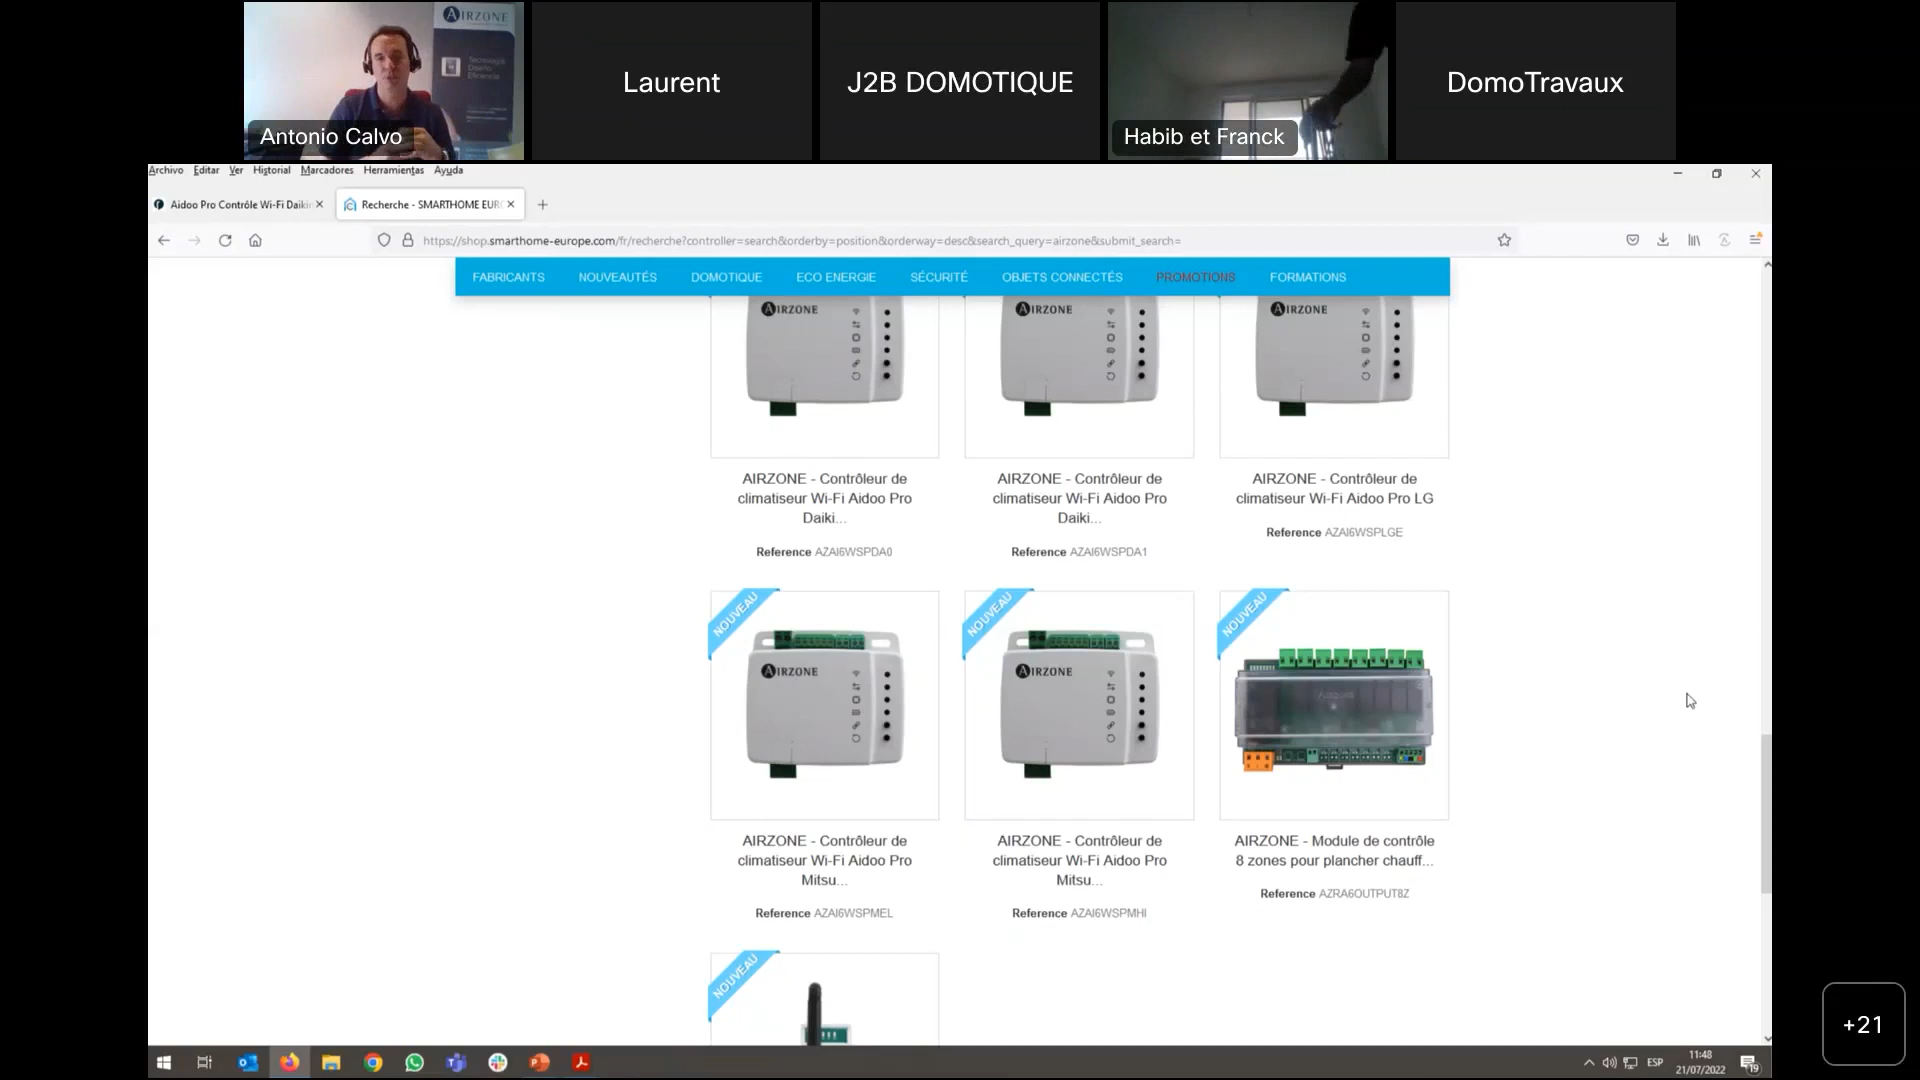 AIRZONE
Tecnología
Diseño
Eficiencia
Antonio Calvo
Laurent
J2B DOMOTIQUE
Habib et Franck
DomoTravaux
Archivo Editar Ver Historial Marcadores Herramientas Ayuda
Aidoo Pro Contrôle Wi-Fi Daikin
Recherche - SMARTHOME EUR
https://shop.smarthome-europe.com/fr/recherche?controller=search&orderby=position&orderway=desc&search_query=airzone&submit_search=
FABRICANTS NOUVEAUTÉS DOMOTIQUE ECO ENERGIE SÉCURITÉ OBJETS CONNECTÉS PROMOTIONS FORMATIONS
AIRZONE
AIRZONE
AIRZONE
AIRZONE - Contrôleur de
climatiseur Wi-Fi Aidoo Pro
Daiki...
Reference AZAI6WSPDA0
AIRZONE - Contrôleur de
climatiseur Wi-Fi Aidoo Pro
Daiki...
Reference AZAI6WSPDA1
AIRZONE - Contrôleur de
climatiseur Wi-Fi Aidoo Pro LG
Reference AZAI6WSPLGE
NOUVEAU
AIRZONE
NOUVEAU
AIRZONE
NOUVEAU
AIRZONE - Contrôleur de
climatiseur Wi-Fi Aidoo Pro
Mitsu...
Reference AZAI6WSPMEL
AIRZONE - Contrôleur de
climatiseur Wi-Fi Aidoo Pro
Mitsu...
Reference AZAI6WSPMHI
AIRZONE - Module de contrôle
8 zones pour plancher chauff...
Reference AZRA6OUTPUT8Z
NOUVEAU
+21
ESP
11:48
21/07/2022
19